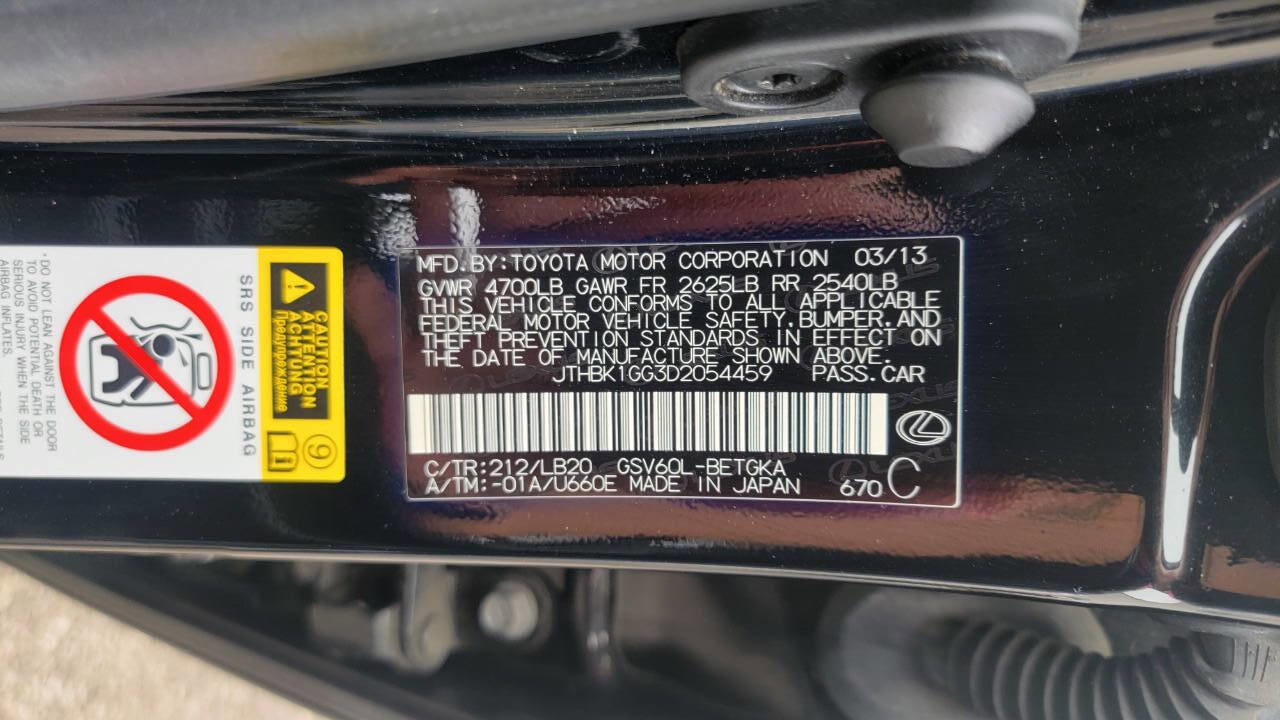 MFD.BY:TOYOTA MOTOR CORPORATION 03/13
GVWR 4700LB GAWR FR 2625LB RR 2540LB
THIS VEHICLE CONFORMS TO ALL APPLICABLE
FEDERAL MOTOR VEHICLE SAFETY,BUMPER,AND
THEFT PREVENTION STANDARDS IN EFFECT ON
THE DATE OF MANUFACTURE SHOWN ABOVE.
JTHBK1GG3D2054459 PASS.CAR
C/TR:212/LB20 GSV60L-BETGKA
A/TM:-01A/U660E MADE IN JAPAN 670 C
CAUTION
ATTENTION
ACHTUNG
Предупреждение
9
SRS SIDE AIRBAG
• DO NOT LEAN AGAINST THE DOOR
TO AVOID POTENTIAL DEATH OR
SERIOUS INJURY WHEN THE SIDE
AIRBAG INFLATES.